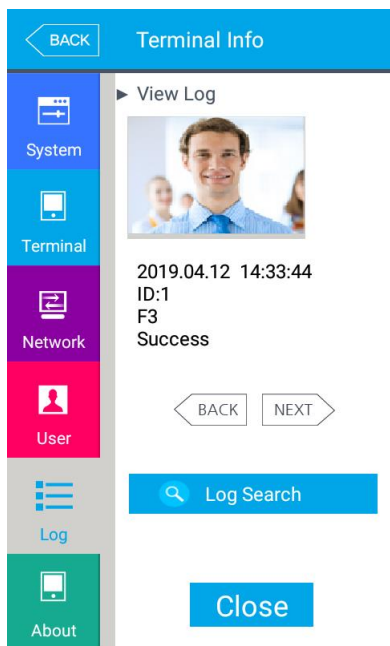 BACK Terminal Info
System
Terminal
Network
User
Log
About
► View Log
2019.04.12 14:33:44
ID:1
F3
Success
BACK NEXT
Log Search
Close